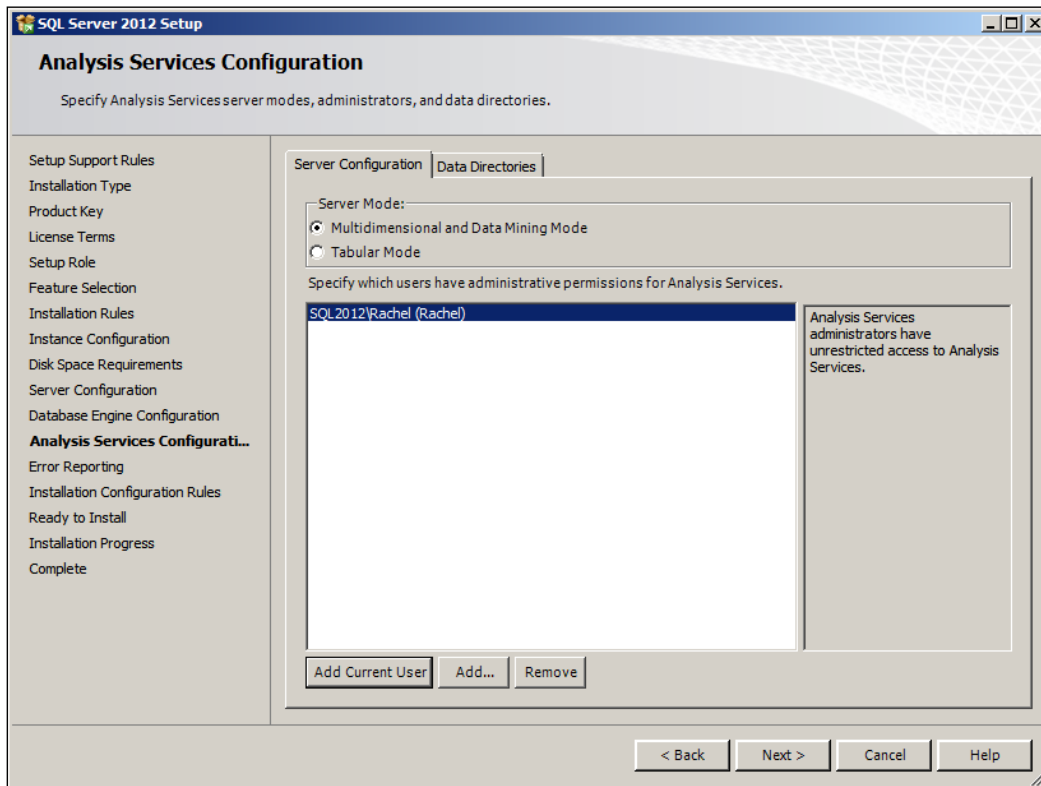 SQL Server 2012 Setup
Analysis Services Configuration
Specify Analysis Services server modes, administrators, and data directories.
Setup Support Rules
Installation Type
Product Key
License Terms
Setup Role
Feature Selection
Installation Rules
Instance Configuration
Disk Space Requirements
Server Configuration
Database Engine Configuration
Analysis Services Configurati...
Error Reporting
Installation Configuration Rules
Ready to Install
Installation Progress
Complete
Server Configuration
Data Directories
Server Mode:
Multidimensional and Data Mining Mode
Tabular Mode
Specify which users have administrative permissions for Analysis Services.
SQL2012\Rachel (Rachel)
Analysis Services
administrators have
unrestricted access to Analysis
Services.
Add Current User
Add...
Remove
< Back
Next >
Cancel
Help